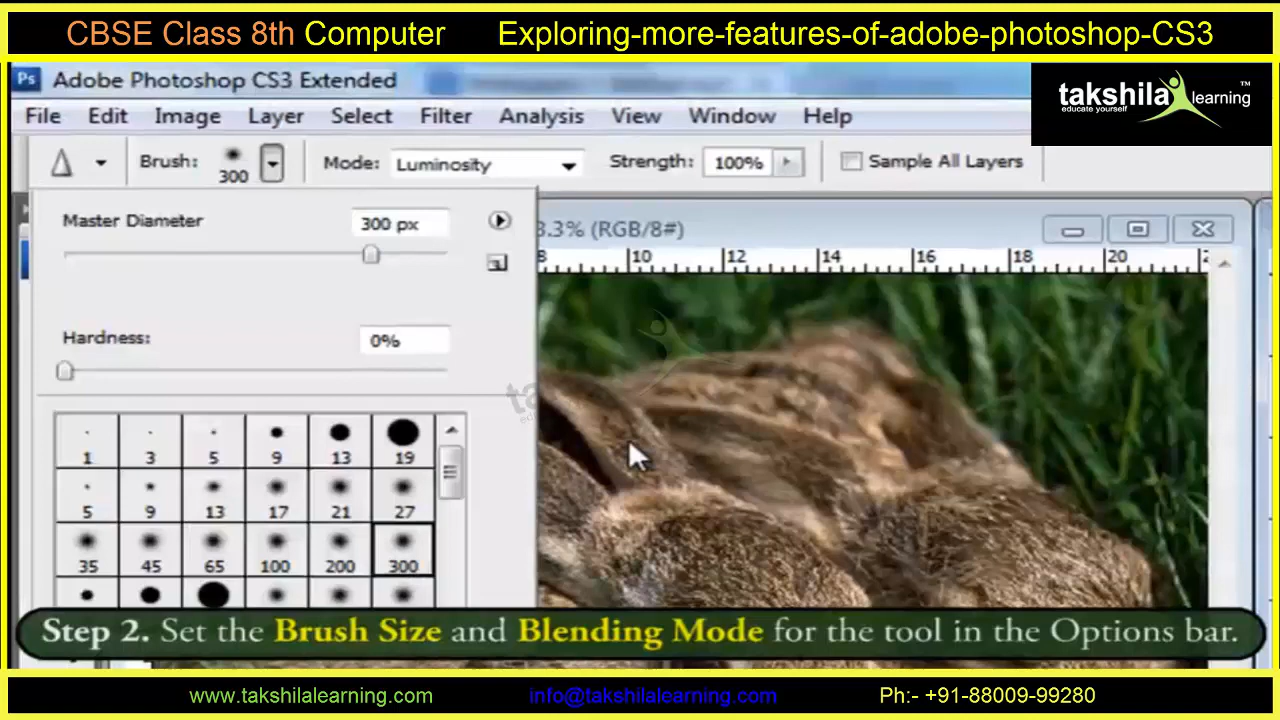 CBSE Class 8th Computer Exploring-more-features-of-adobe-photoshop-CS3
Ps Adobe Photoshop CS3 Extended
takshila learning ™
educate yourself
File Edit Image Layer Select Filter Analysis View Window Help
Brush: 300 Mode: Luminosity Strength: 100% Sample All Layers
Master Diameter 300 px
3.3% (RGB/8#)
8 10 12 14 16 18 20
Hardness: 0%
1 3 5 9 13 19
5 9 13 17 21 27
35 45 65 100 200 300
Step 2. Set the Brush Size and Blending Mode for the tool in the Options bar.
www.takshilalearning.com info@takshilalearning.com Ph:- +91-88009-99280